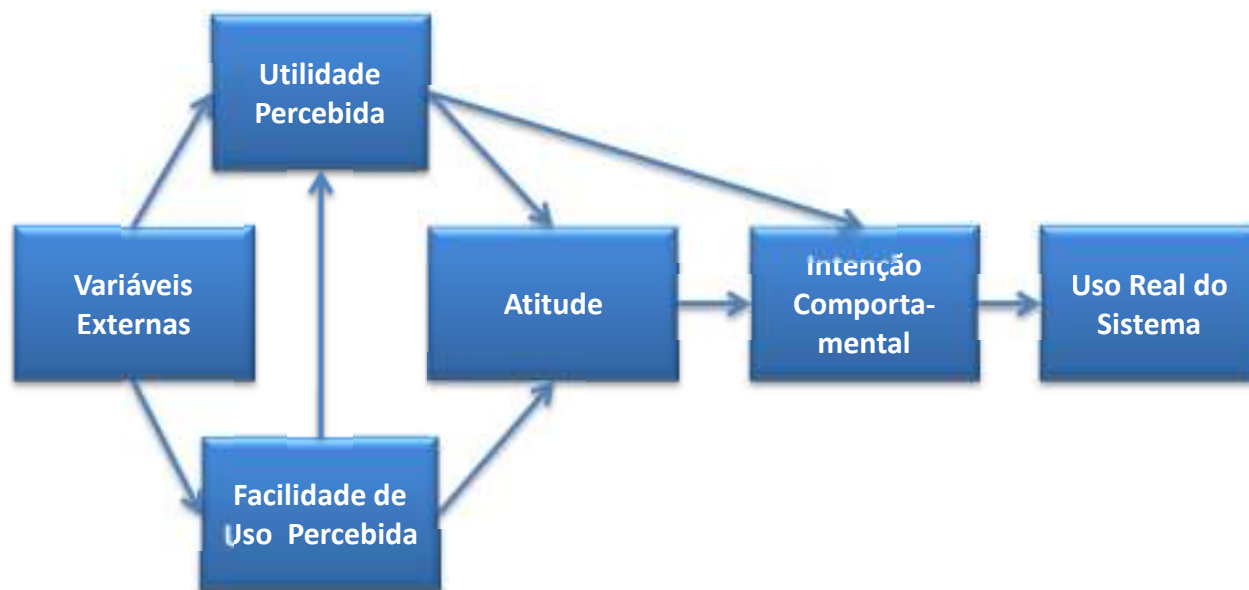 Utilidade
Percebida
Variáveis
Externas
Atitude
Intenção
Comporta-
mental
Uso Real do
Sistema
Facilidade de
Uso Percebida